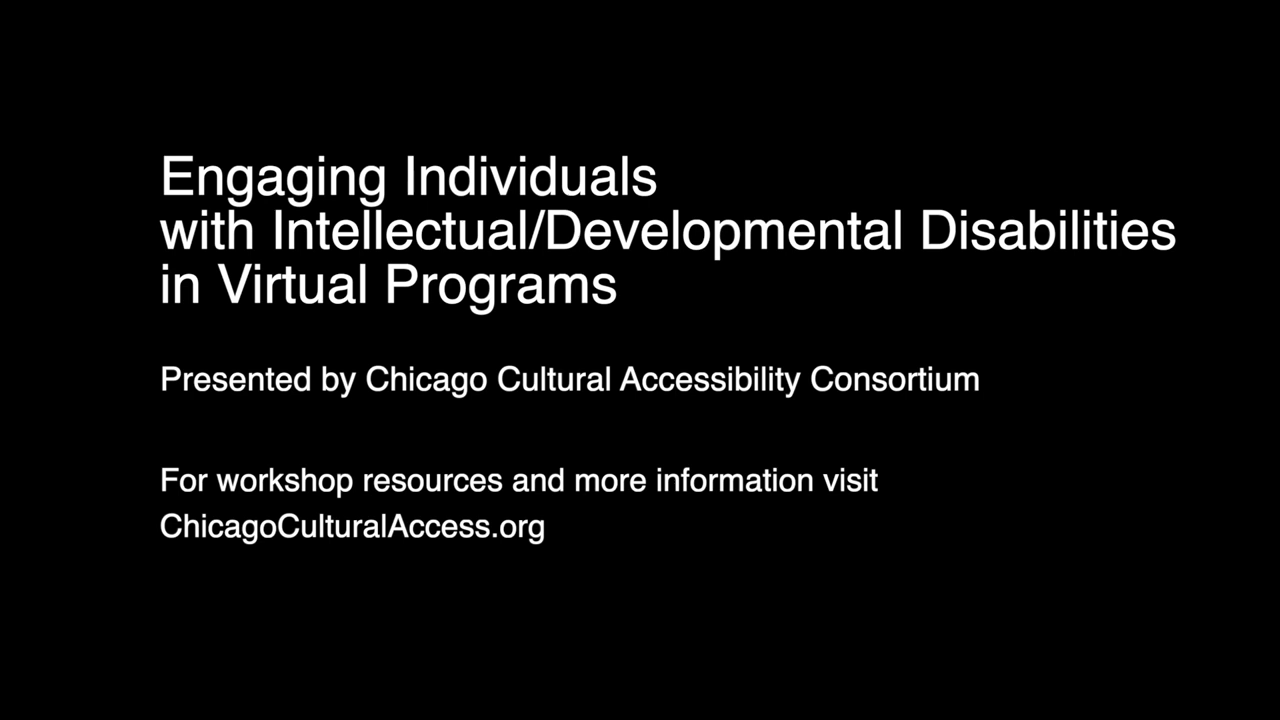 Engaging Individuals
with Intellectual/Developmental Disabilities
in Virtual Programs
Presented by Chicago Cultural Accessibility Consortium
For workshop resources and more information visit
ChicagoCulturalAccess.org